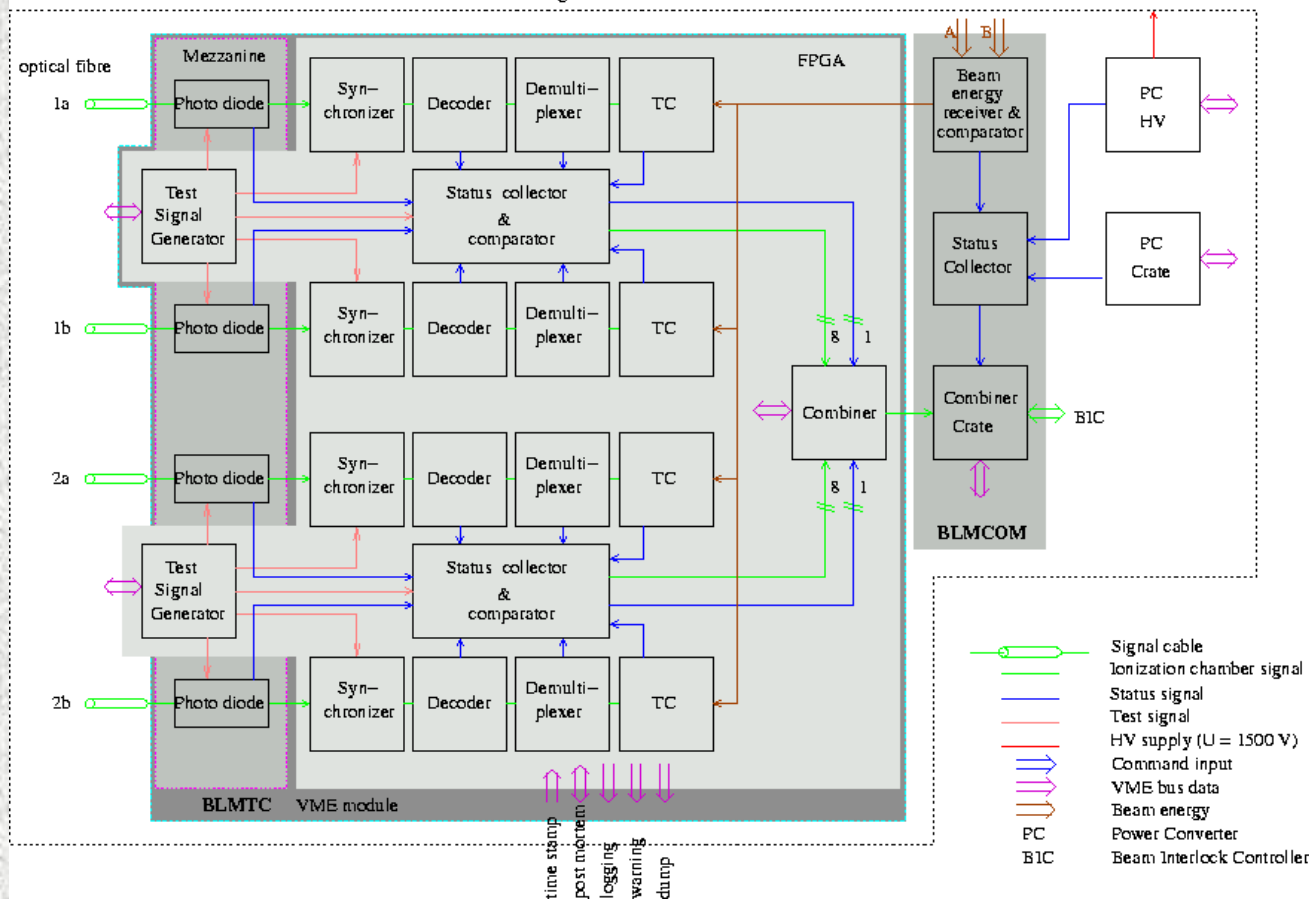 optical fibre
Mezzanine
FPGA
A
B
1a
Photo diode
Syn–
chronizer
Decoder
Demulti–
plexer
TC
Beam
energy
receiver &
comparator
PC
HV
Test
Signal
Generator
Status collector
&
comparator
Status
Collector
PC
Crate
1b
Photo diode
Syn–
chronizer
Decoder
Demulti–
plexer
TC
8
1
Combiner
Combiner
Crate
BIC
2a
Photo diode
Syn–
chronizer
Decoder
Demulti–
plexer
TC
8
1
BLMCOM
Test
Signal
Generator
Status collector
&
comparator
2b
Photo diode
Syn–
chronizer
Decoder
Demulti–
plexer
TC
BLMTC
VME module
time stamp
post mortem
logging
warning
dump
Signal cable
Ionization chamber signal
Status signal
Test signal
HV supply (U = 1500 V)
Command input
VME bus data
Beam energy
PC Power Converter
BIC Beam Interlock Controller